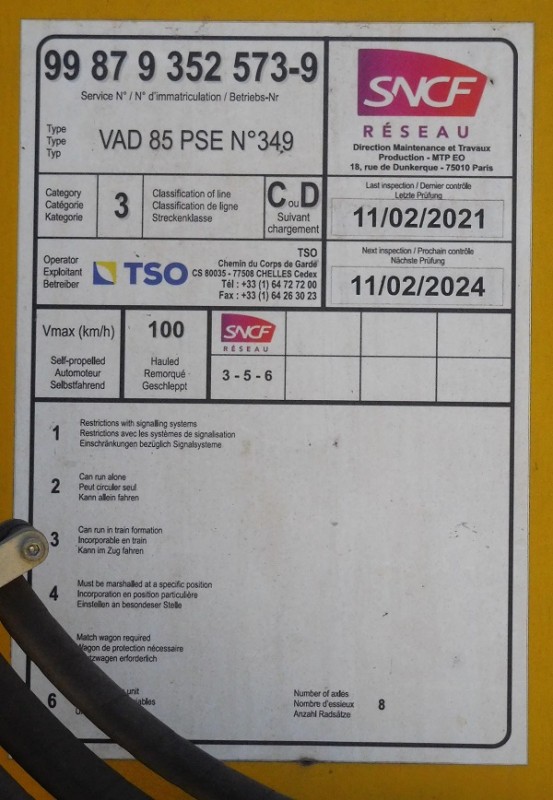 99 87 9 352 573-9
Service N° / N° d'immatriculation / Betriebs-Nr
Type
Type
Typ
VAD 85 PSE N°349
SNCF
RÉSEAU
Direction Maintenance et Travaux
Production - MTP EO
18, rue de Dunkerque - 75010 Paris
Category
Catégorie
Kategorie
3
Classification of line
Classification de ligne
Streckenklasse
C ou D
Suivant
chargement
Last inspection / Dernier contrôle
Letzte Prüfung
11/02/2021
Operator
Exploitant
Betreiber
TSO
TSO
Chemin du Corps de Garde
CS 80035 - 77508 CHELLES Cedex
Tél : +33 (1) 64 72 72 00
Fax : +33 (1) 64 26 30 23
Next inspection / Prochain contrôle
Nächste Prüfung
11/02/2024
Vmax (km/h)
100
SNCF
RÉSEAU
Self-propelled
Automoteur
Selbstfahrend
Hauled
Remorqué
Geschleppt
3 - 5 - 6
1
Restrictions with signalling systems
Restrictions avec les systèmes de signalisation
Einschränkungen bezüglich Signalsysteme
2
Can run alone
Peut circuler seul
Kann allein fahren
3
Can run in train formation
Incorporable en train
Kann im Zug fahren
4
Must be marshalled at a specific position
Incorporation en position particulière
Einstellen an besondeser Stelle
Match wagon required
Wagon de protection nécessaire
6
unit
Number of axles
Nombre d'essieux
Anzahl Radsätze
8